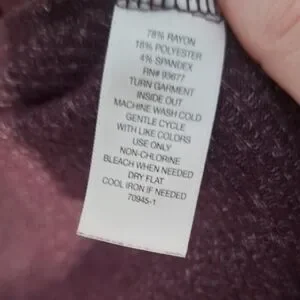 78% RAYON
18% POLYESTER
4% SPANDEX
RN# 93677
TURN GARMENT
INSIDE OUT
MACHINE WASH COLD
GENTLE CYCLE
WITH LIKE COLORS
USE ONLY
NON-CHLORINE
BLEACH WHEN NEEDED
DRY FLAT
COOL IRON IF NEEDED
70945-1